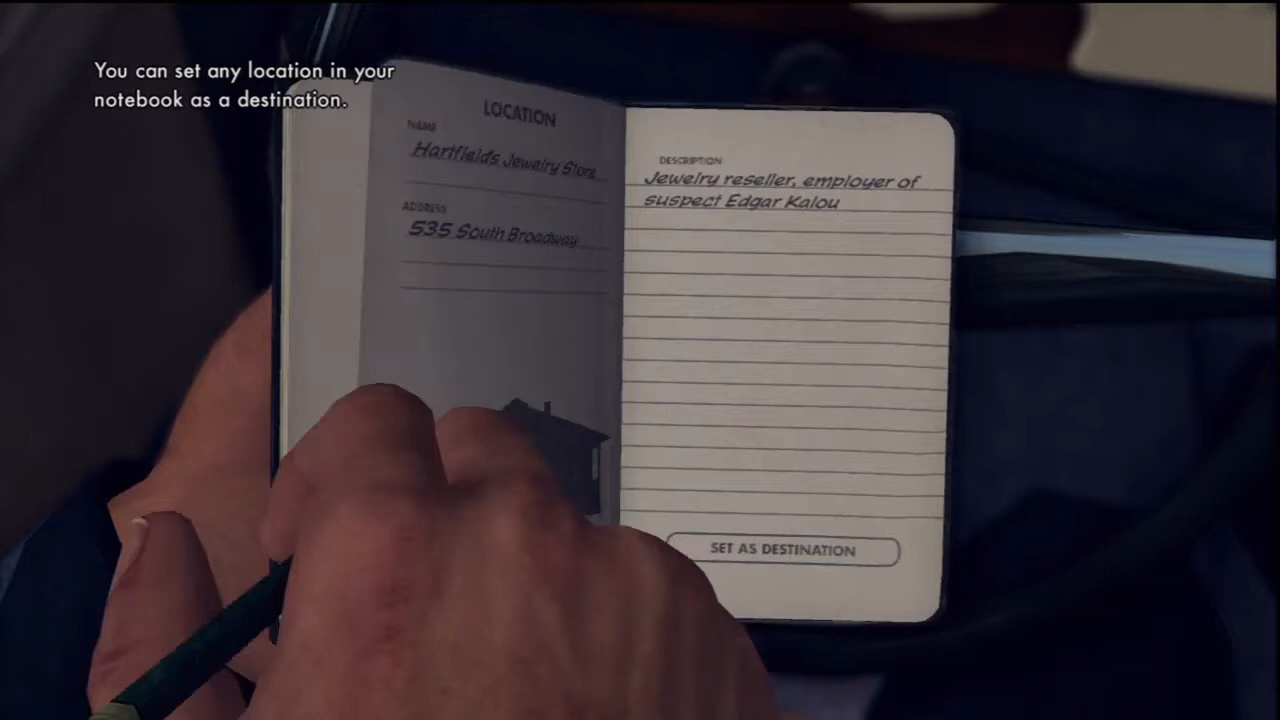 You can set any location in your
notebook as a destination.
LOCATION
NAME
Hartfield's Jewelry Store
ADDRESS
535 South Broadway
DESCRIPTION
Jewelry reseller, employer of
suspect Edgar Kalou
SET AS DESTINATION